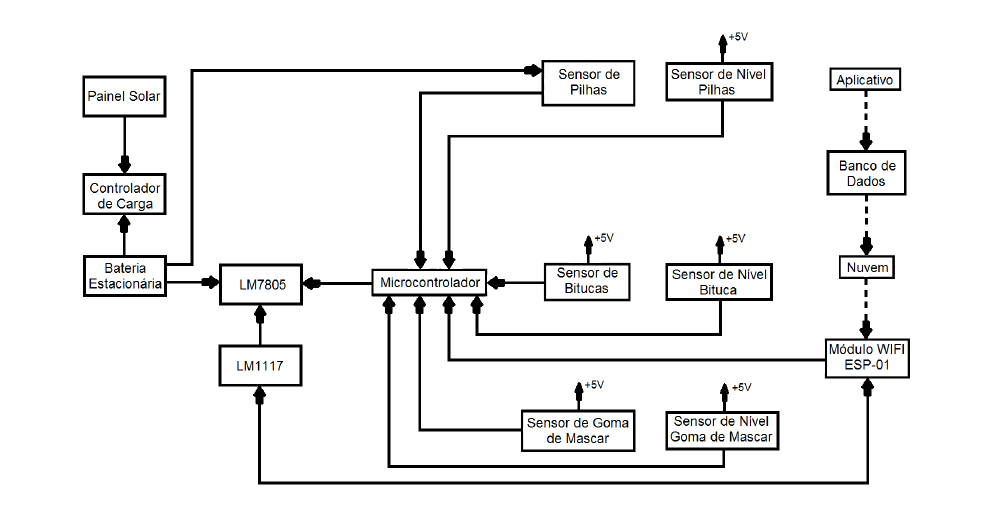 +5V
Sensor de
Pilhas
Sensor de Nível
Pilhas
Aplicativo
Painel Solar
Banco de
Dados
Controlador
de Carga
+5V
+5V
Bateria
Estacionária
LM7805
Microcontrolador
Sensor de
Bitucas
Sensor de Nível
Bituca
Nuvem
LM1117
Módulo WIFI
ESP-01
+5V
+5V
Sensor de Goma
de Mascar
Sensor de Nível
Goma de Mascar